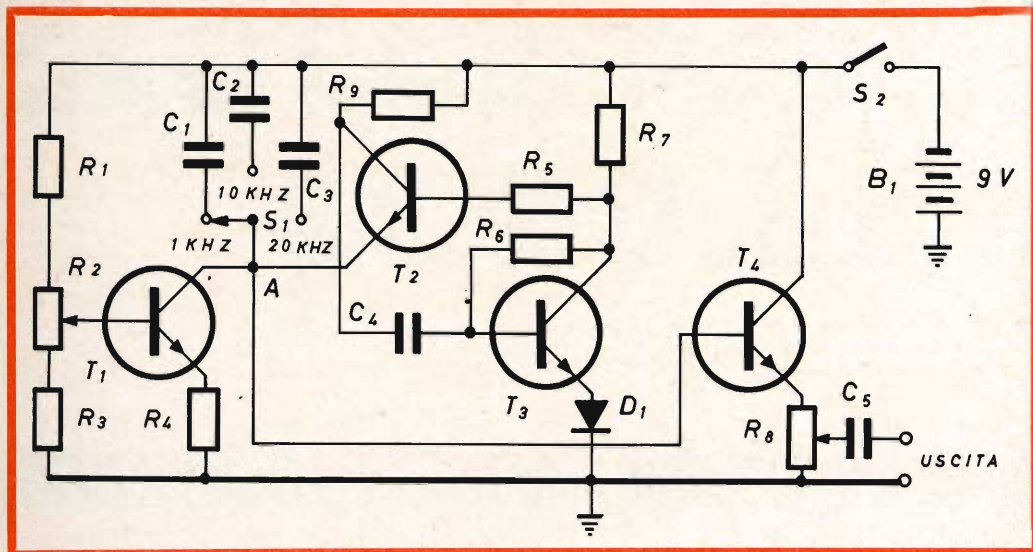 C2
R9
S2
C1
R7
R1
C3
B1 9 V
10 KHZ
R5
S1
1 KHZ 20 KHZ
R6
R2
T2
T4
A
C4
T1
C5
D1
R3
R4
T3
R8
USCITA